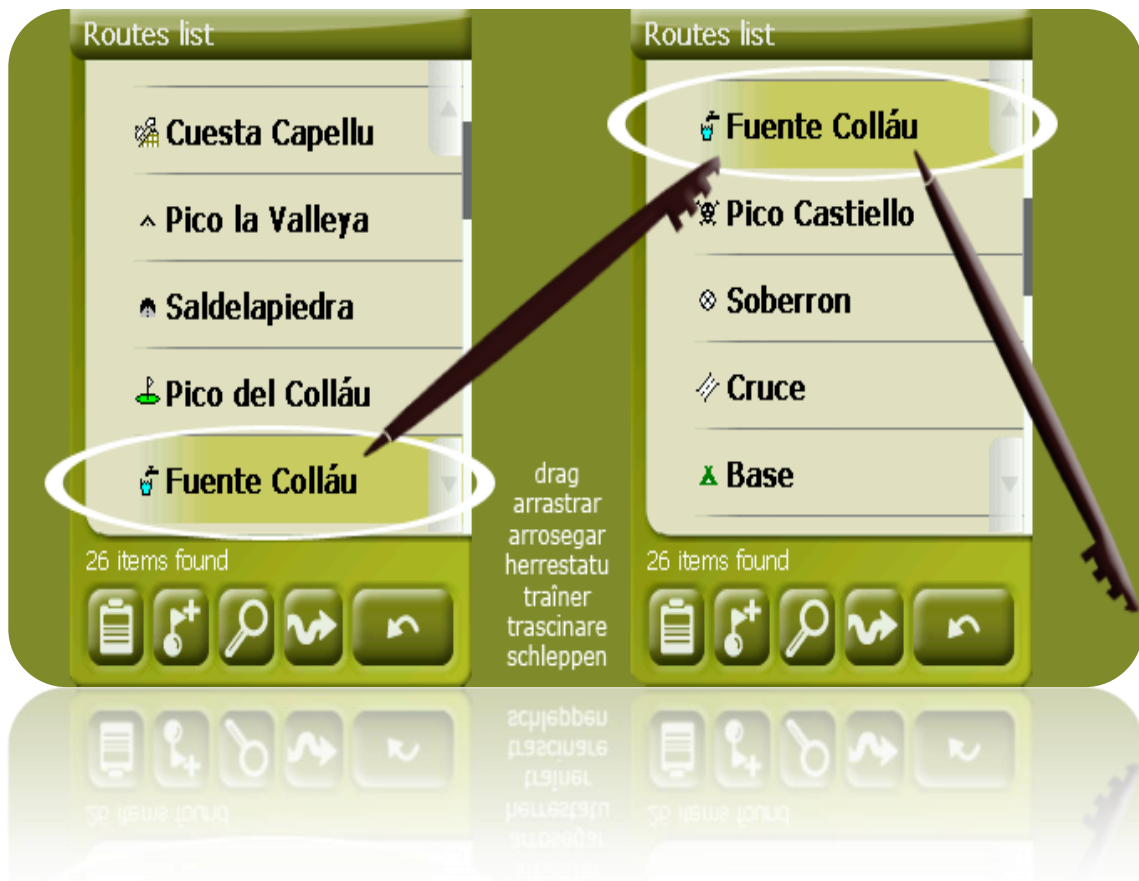 Routes list
Cuesta Capellu
Pico la Valleya
Saldelapiedra
Pico del Colláu
Fuente Colláu
26 items found
drag
arrastrar
arrosegar
herrestatu
traîner
trascinare
schleppen
Routes list
Fuente Colláu
Pico Castiello
Soberron
Cruce
Base
26 items found